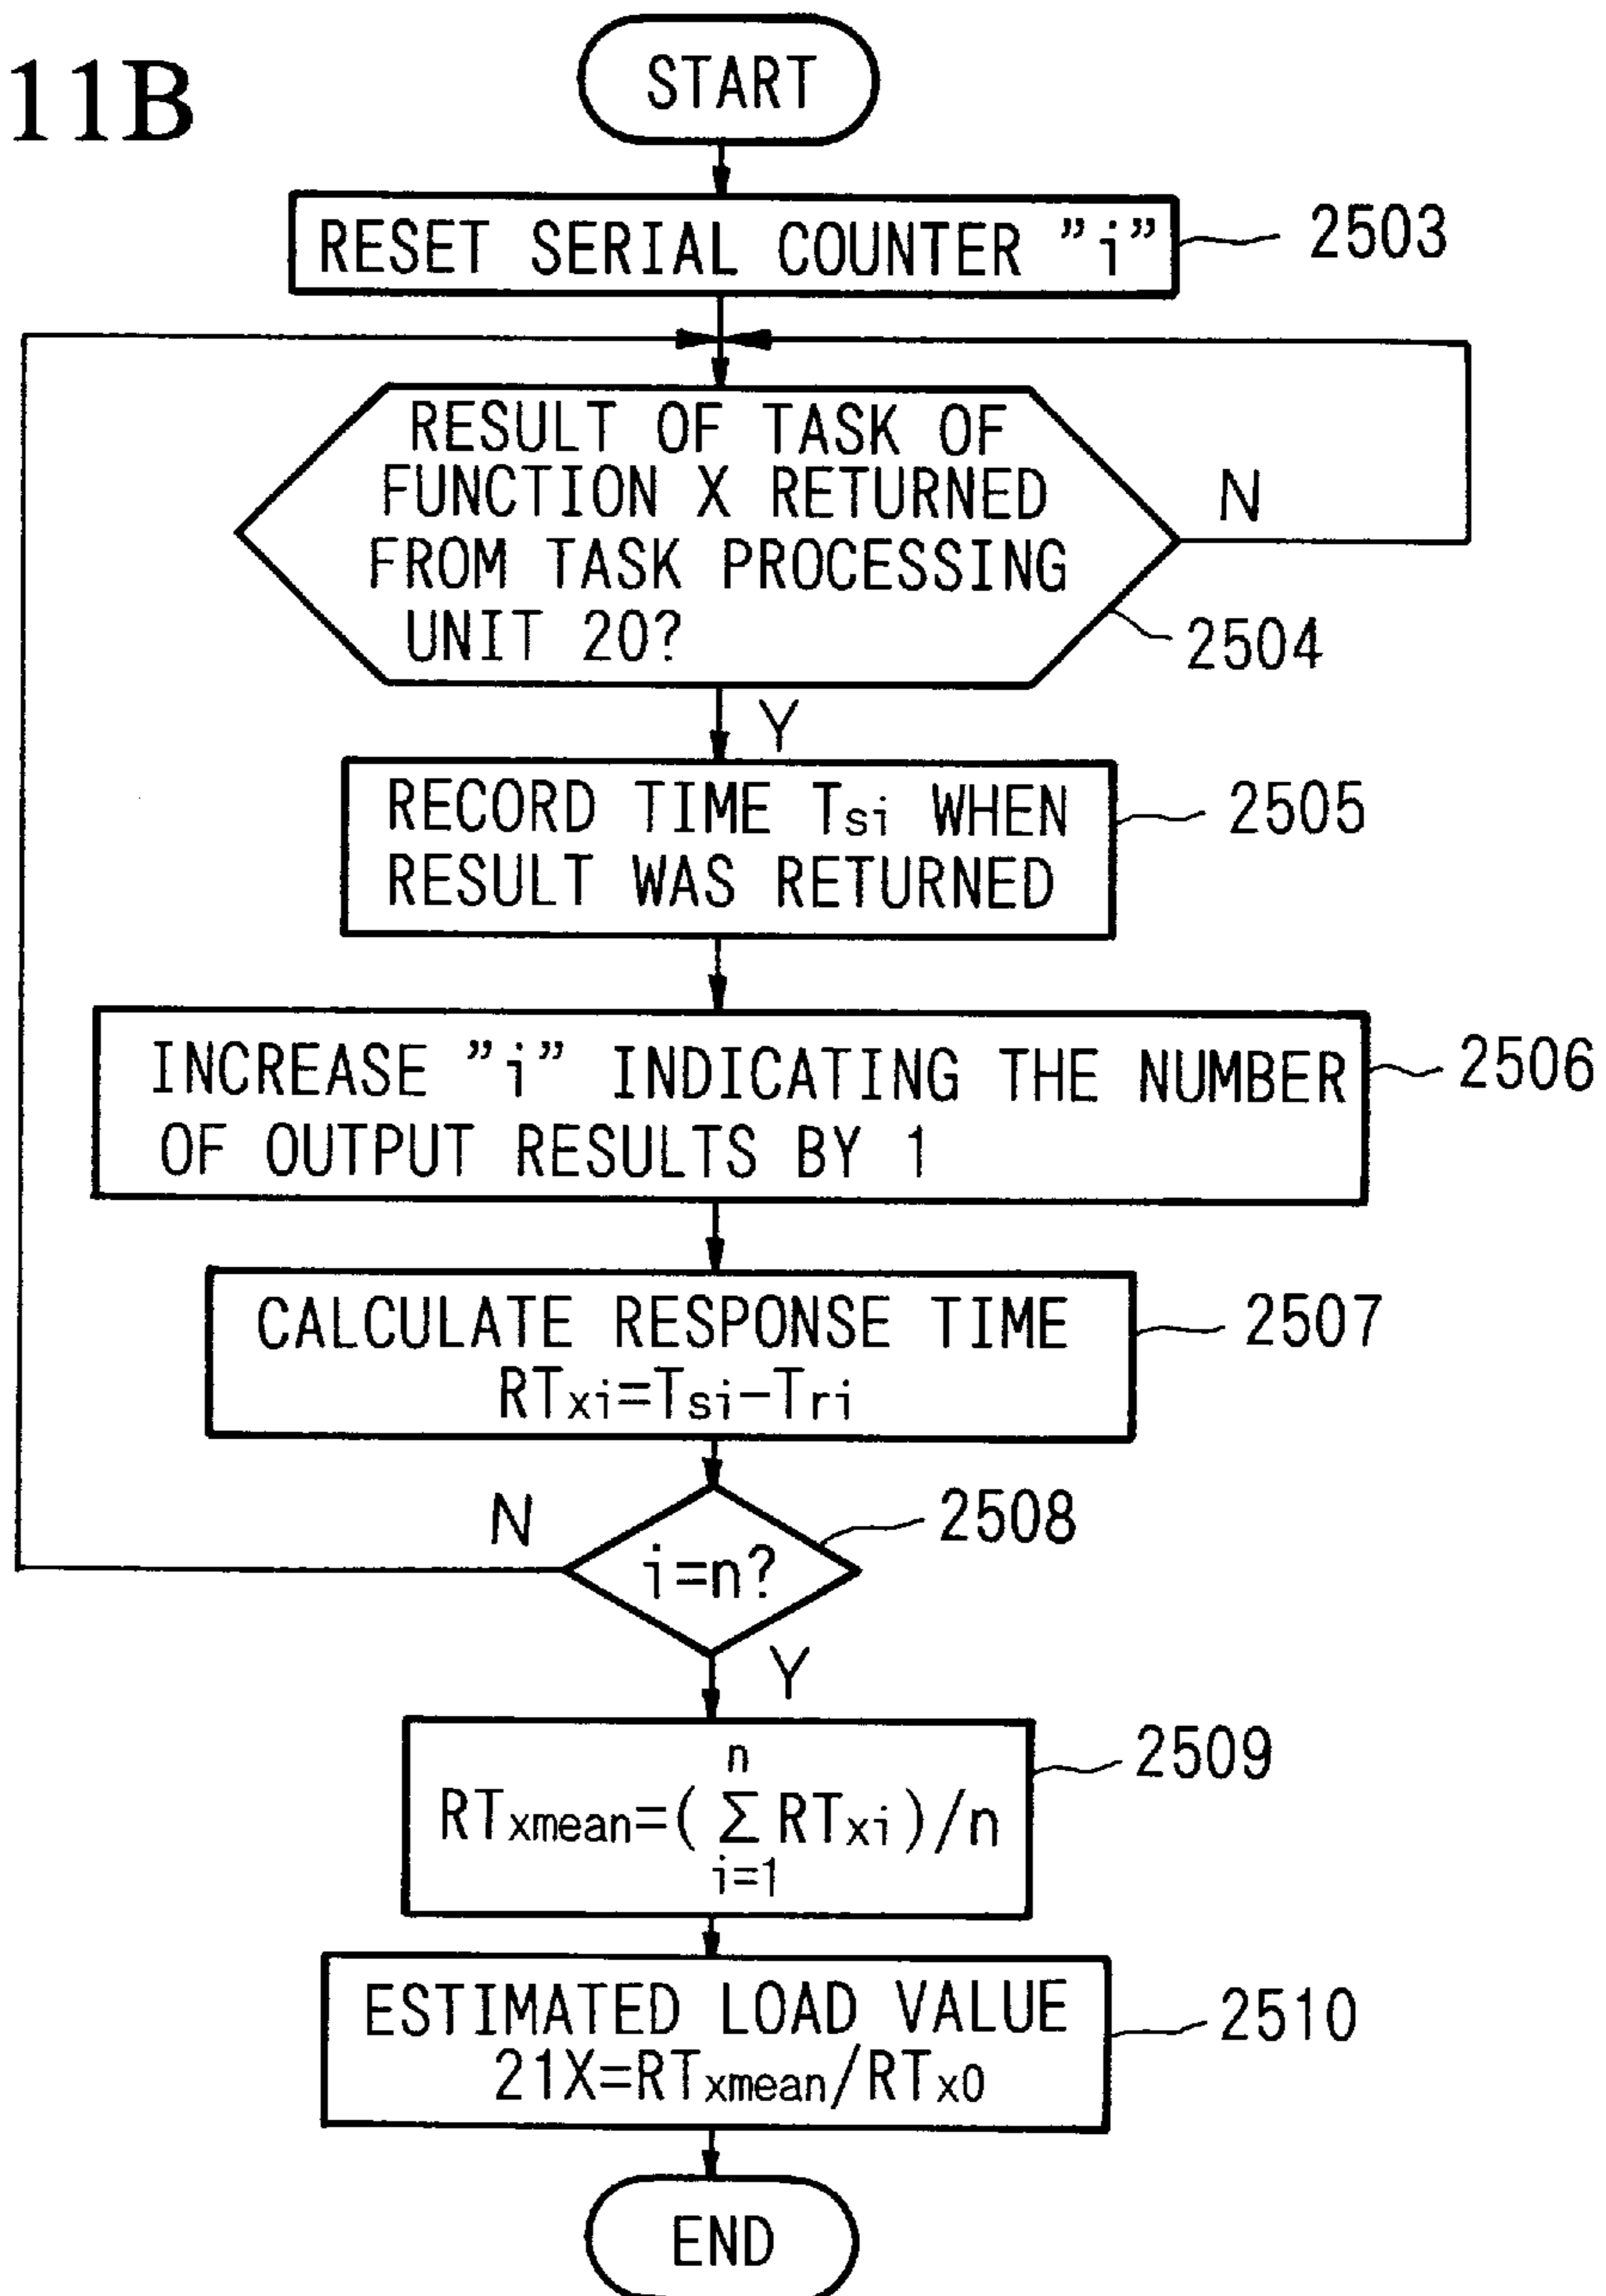 11B
START
RESET SERIAL COUNTER ”i”
2503
RESULT OF TASK OF
FUNCTION X RETURNED
FROM TASK PROCESSING
UNIT 20?
N
2504
Y
RECORD TIME Tsi WHEN
RESULT WAS RETURNED
2505
INCREASE ”i” INDICATING THE NUMBER
OF OUTPUT RESULTS BY 1
2506
CALCULATE RESPONSE TIME
RTxi=Tsi−Tri
2507
N
i=n?
2508
Y
n
RTxmean=(ΣRTxi)/n
i=1
2509
ESTIMATED LOAD VALUE
21X=RTxmean/RTx0
2510
END